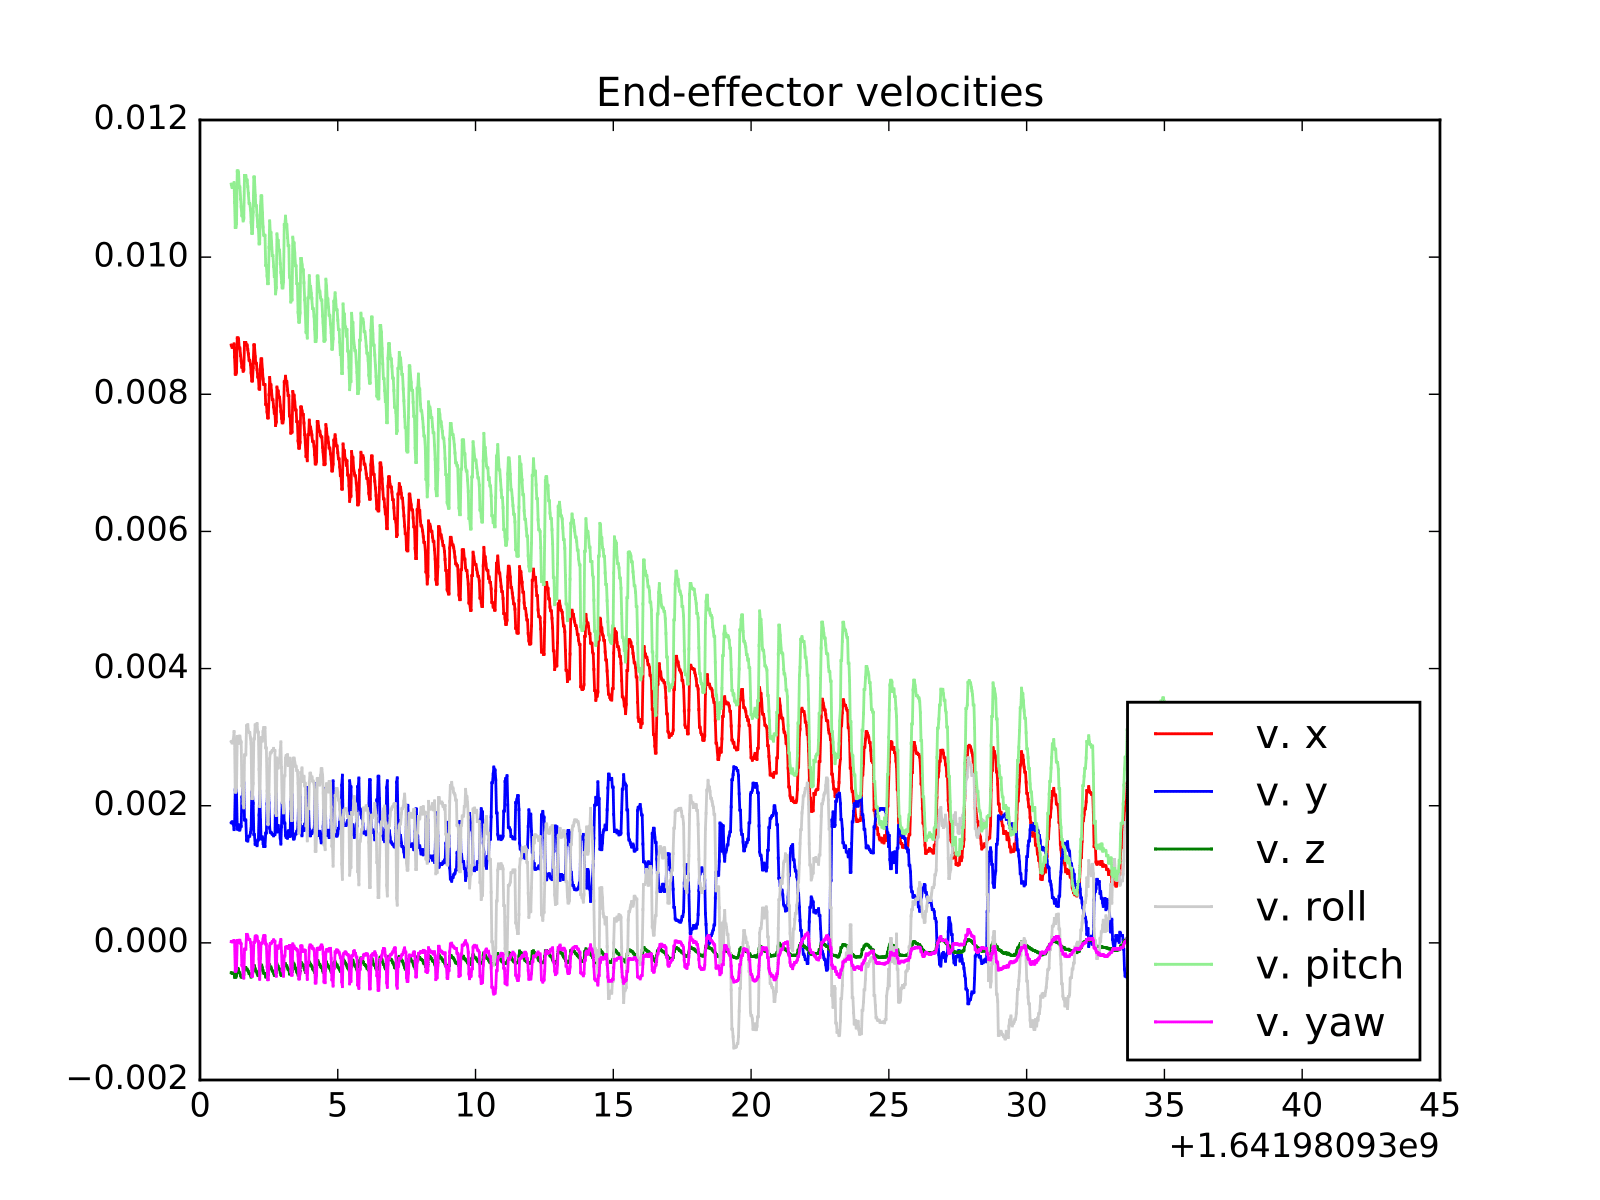 End-effector velocities
0.012
0.010
0.008
0.006
0.004
0.002
0.000
−0.002
0 5 10 15 20 25 30 35 40 45
+1.64198093e9
v. x
v. y
v. z
v. roll
v. pitch
v. yaw